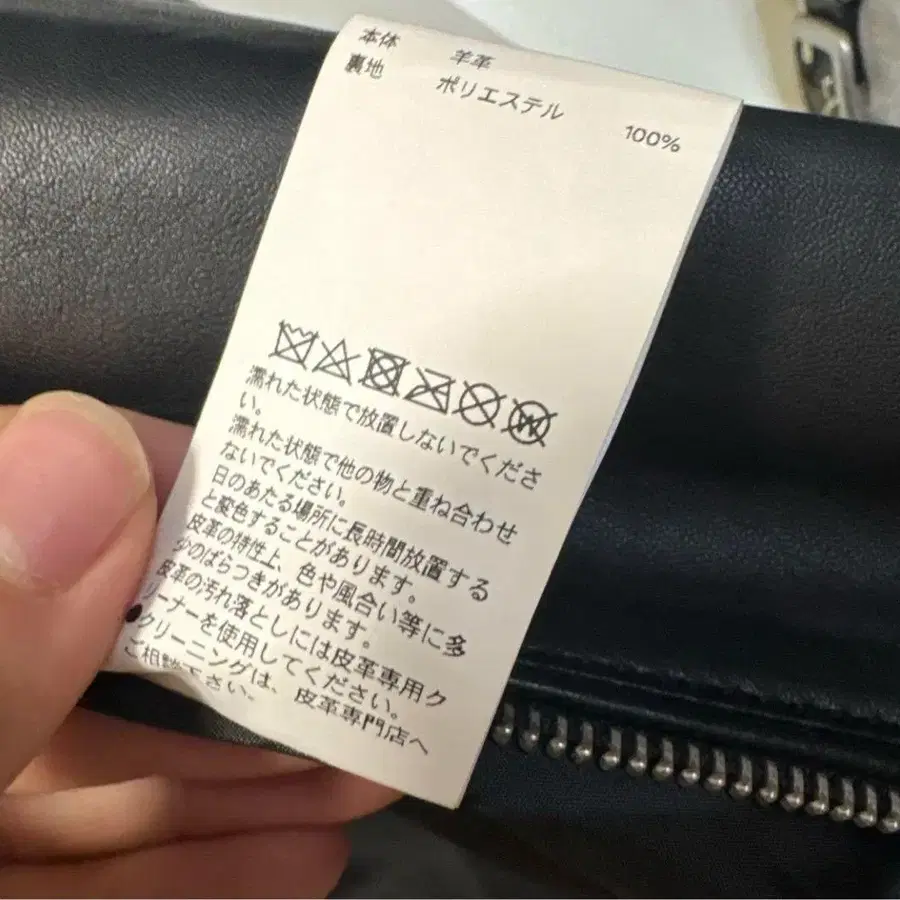 本体 羊革
裏地 ポリエステル 100%
濡れた状態で放置しないでくださ
い。
濡れた状態で他の物と重ね合わせ
ないでください。
日のあたる場所に長時間放置する
と変色することがあります。
皮革の特性上、色や風合い等に多
少のばらつきがあります。
皮革の汚れ落としには皮革専用ク
リーナーを使用してください。
クリーニングは、皮革専門店へ
ご相談下さい。